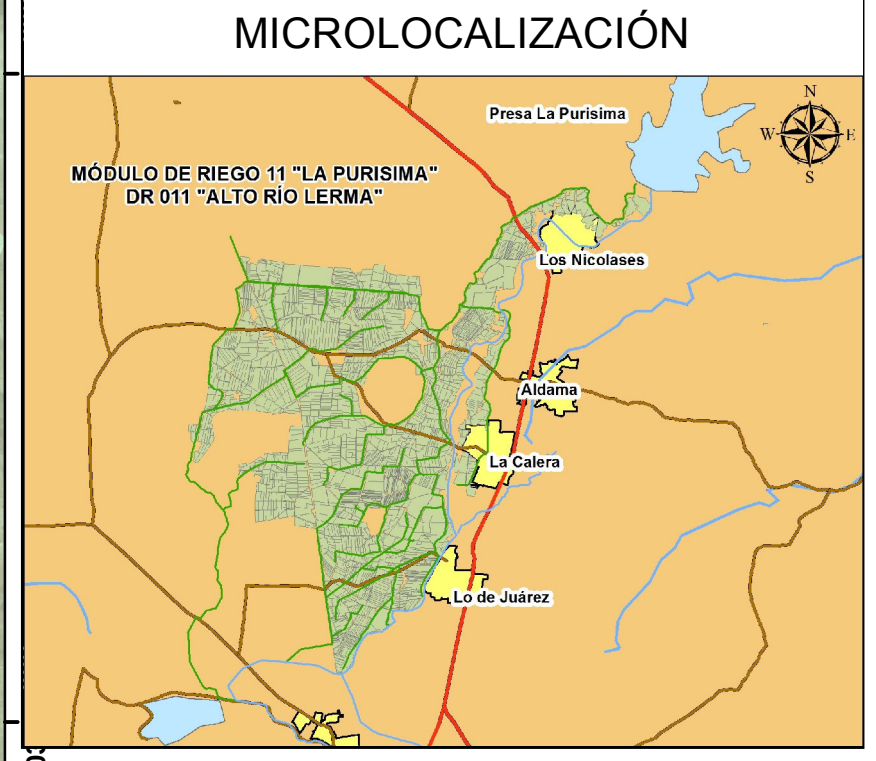 MICROLOCALIZACIÓN
Presa La Purisima
N
W
E
S
MÓDULO DE RIEGO 11 "LA PURISIMA"
DR 011 "ALTO RÍO LERMA"
Los Nicolases
Aldama
La Calera
Lo de Juárez